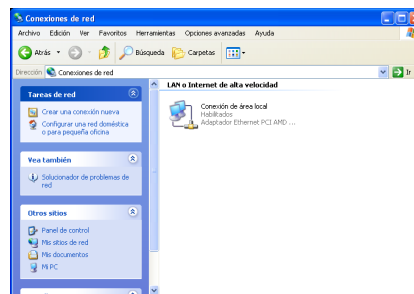 Conexiones de red
Archivo Edición Ver Favoritos Herramientas Opciones avanzadas Ayuda
Atrás Búsqueda Carpetas
Dirección Conexiones de red Ir
Tareas de red
Crear una conexión nueva
Configurar una red doméstica
o para pequeña oficina
Vea también
Solucionador de problemas de
red
Otros sitios
Panel de control
Mis sitios de red
Mis documentos
Mi PC
LAN o Internet de alta velocidad
Conexión de área local
Habilitados
Adaptador Ethernet PCI AMD ...